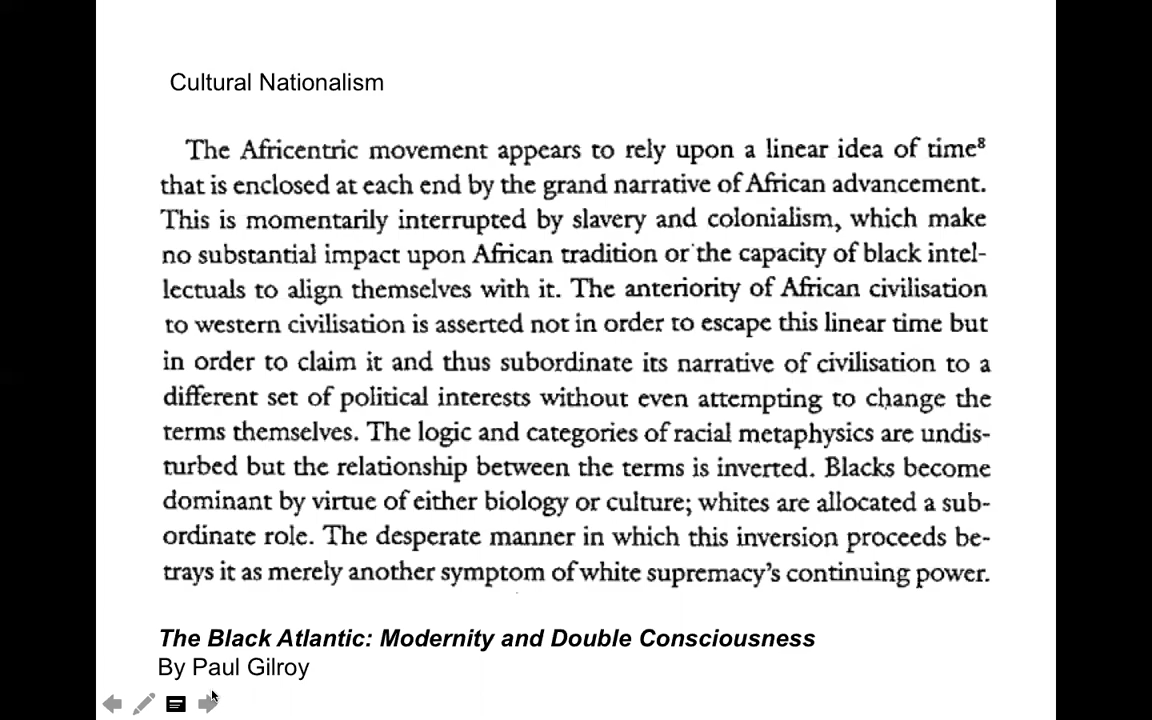 Cultural Nationalism
The Africentric movement appears to rely upon a linear idea of time⁸
that is enclosed at each end by the grand narrative of African advancement.
This is momentarily interrupted by slavery and colonialism, which make
no substantial impact upon African tradition or the capacity of black intel-
lectuals to align themselves with it. The anteriority of African civilisation
to western civilisation is asserted not in order to escape this linear time but
in order to claim it and thus subordinate its narrative of civilisation to a
different set of political interests without even attempting to change the
terms themselves. The logic and categories of racial metaphysics are undis-
turbed but the relationship between the terms is inverted. Blacks become
dominant by virtue of either biology or culture; whites are allocated a sub-
ordinate role. The desperate manner in which this inversion proceeds be-
trays it as merely another symptom of white supremacy's continuing power.
The Black Atlantic: Modernity and Double Consciousness
By Paul Gilroy